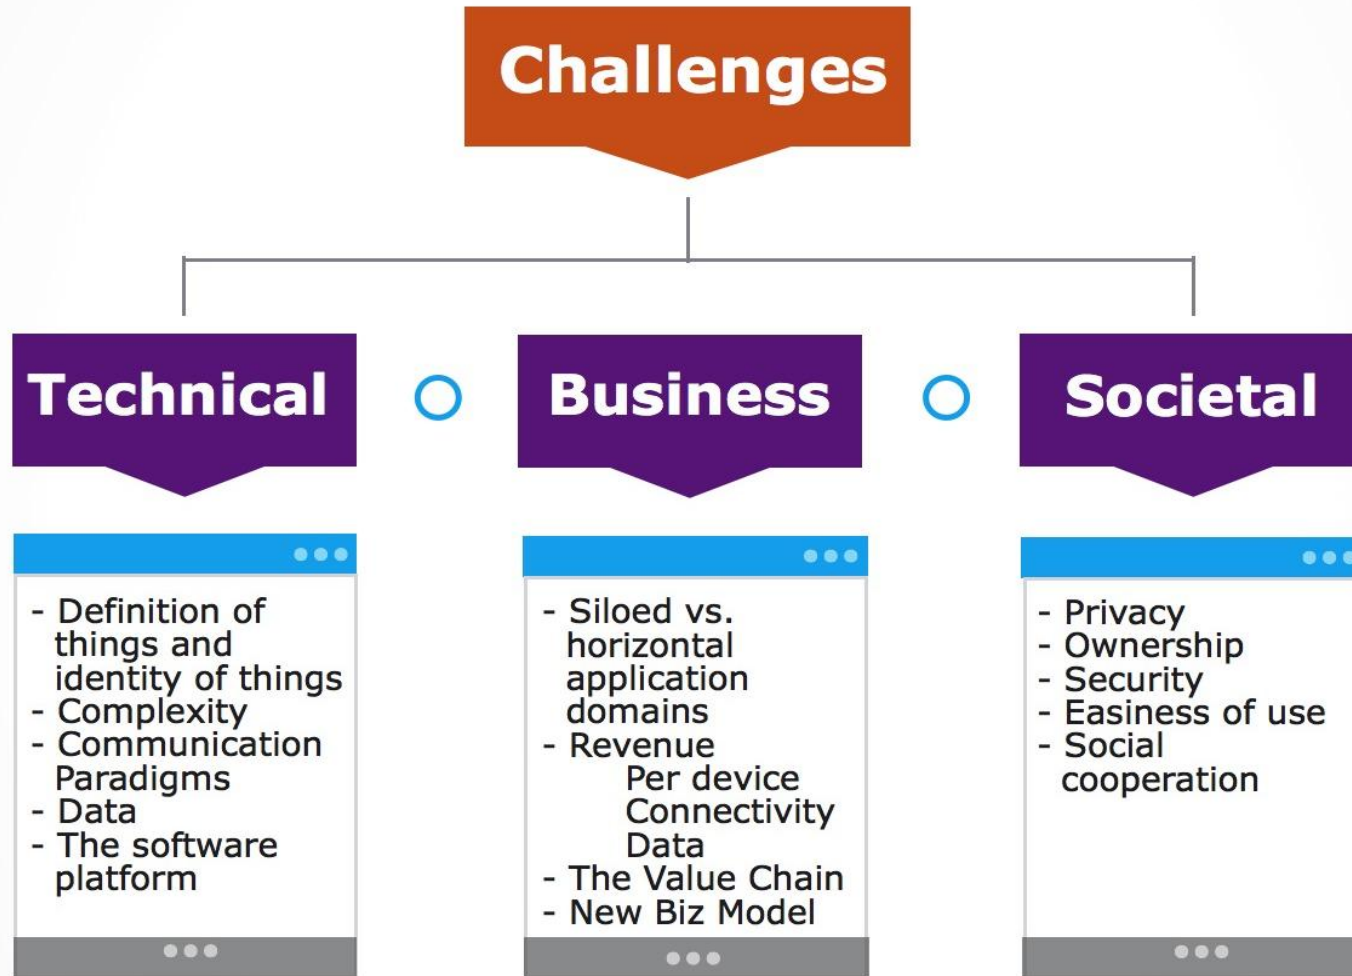 Challenges
Technical
Business
Societal
- Definition of
things and
identity of things
- Complexity
- Communication
Paradigms
- Data
- The software
platform
- Siloed vs.
horizontal
application
domains
- Revenue
Per device
Connectivity
Data
- The Value Chain
- New Biz Model
- Privacy
- Ownership
- Security
- Easiness of use
- Social
cooperation